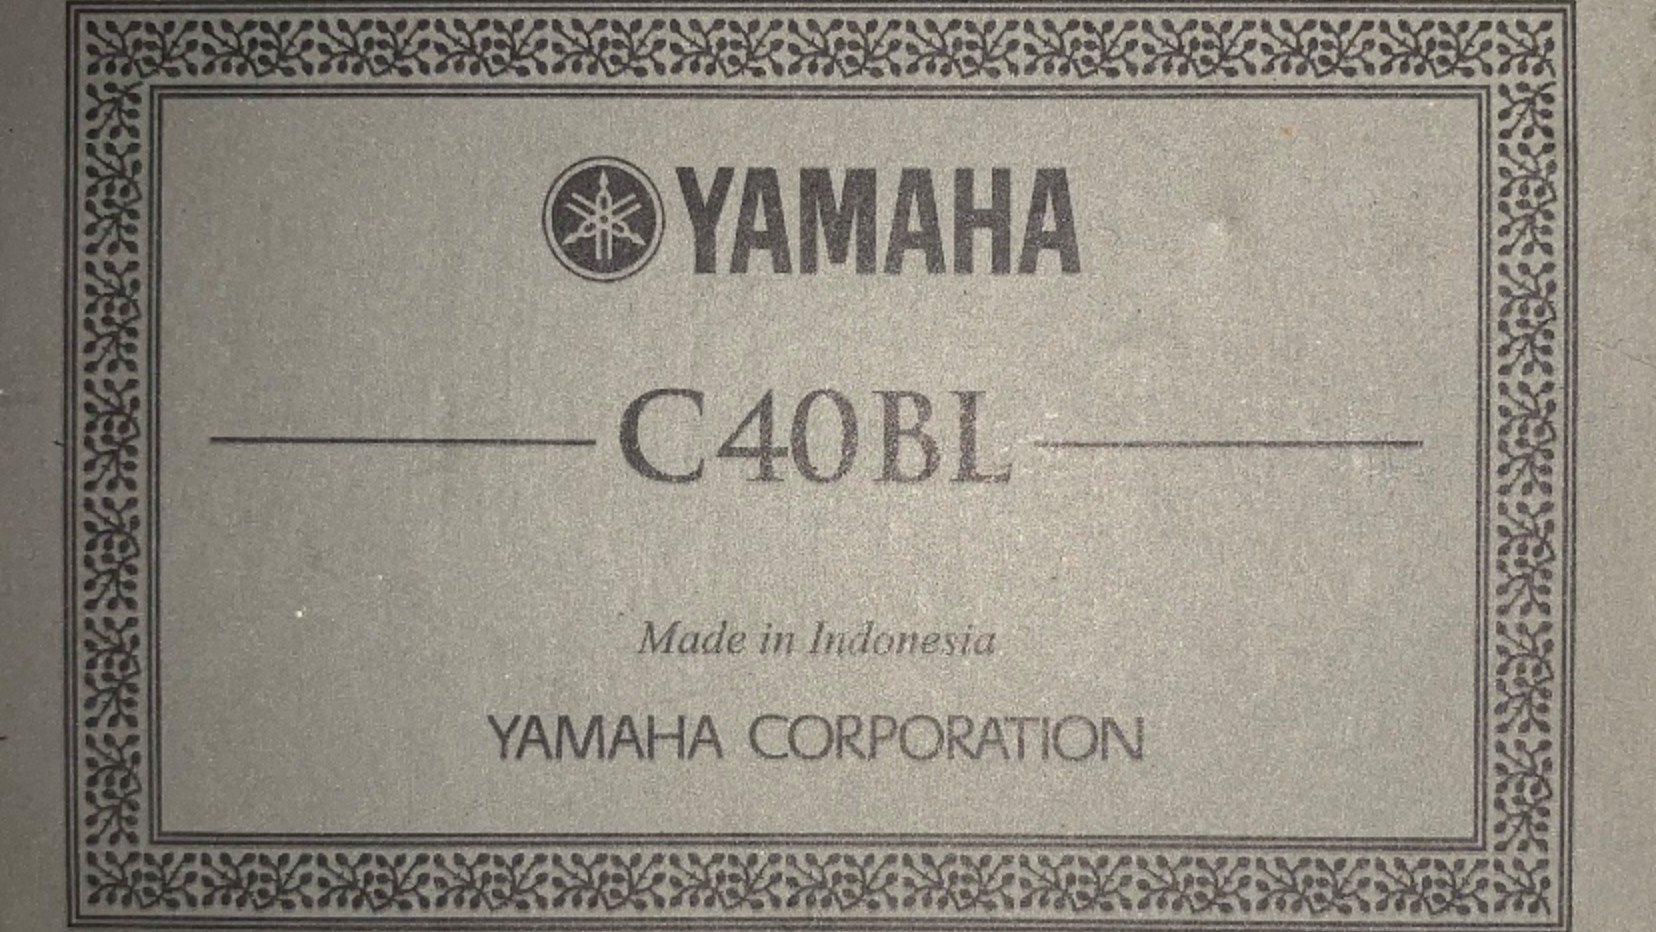 YAMAHA
C40BL
Made in Indonesia
YAMAHA CORPORATION